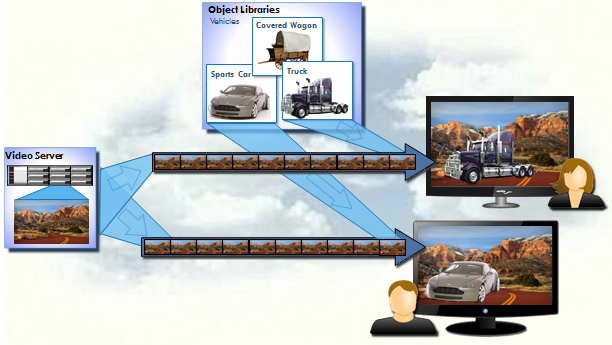 Object Libraries
Vehicles
Covered Wagon
Sports Car
Truck
Video Server